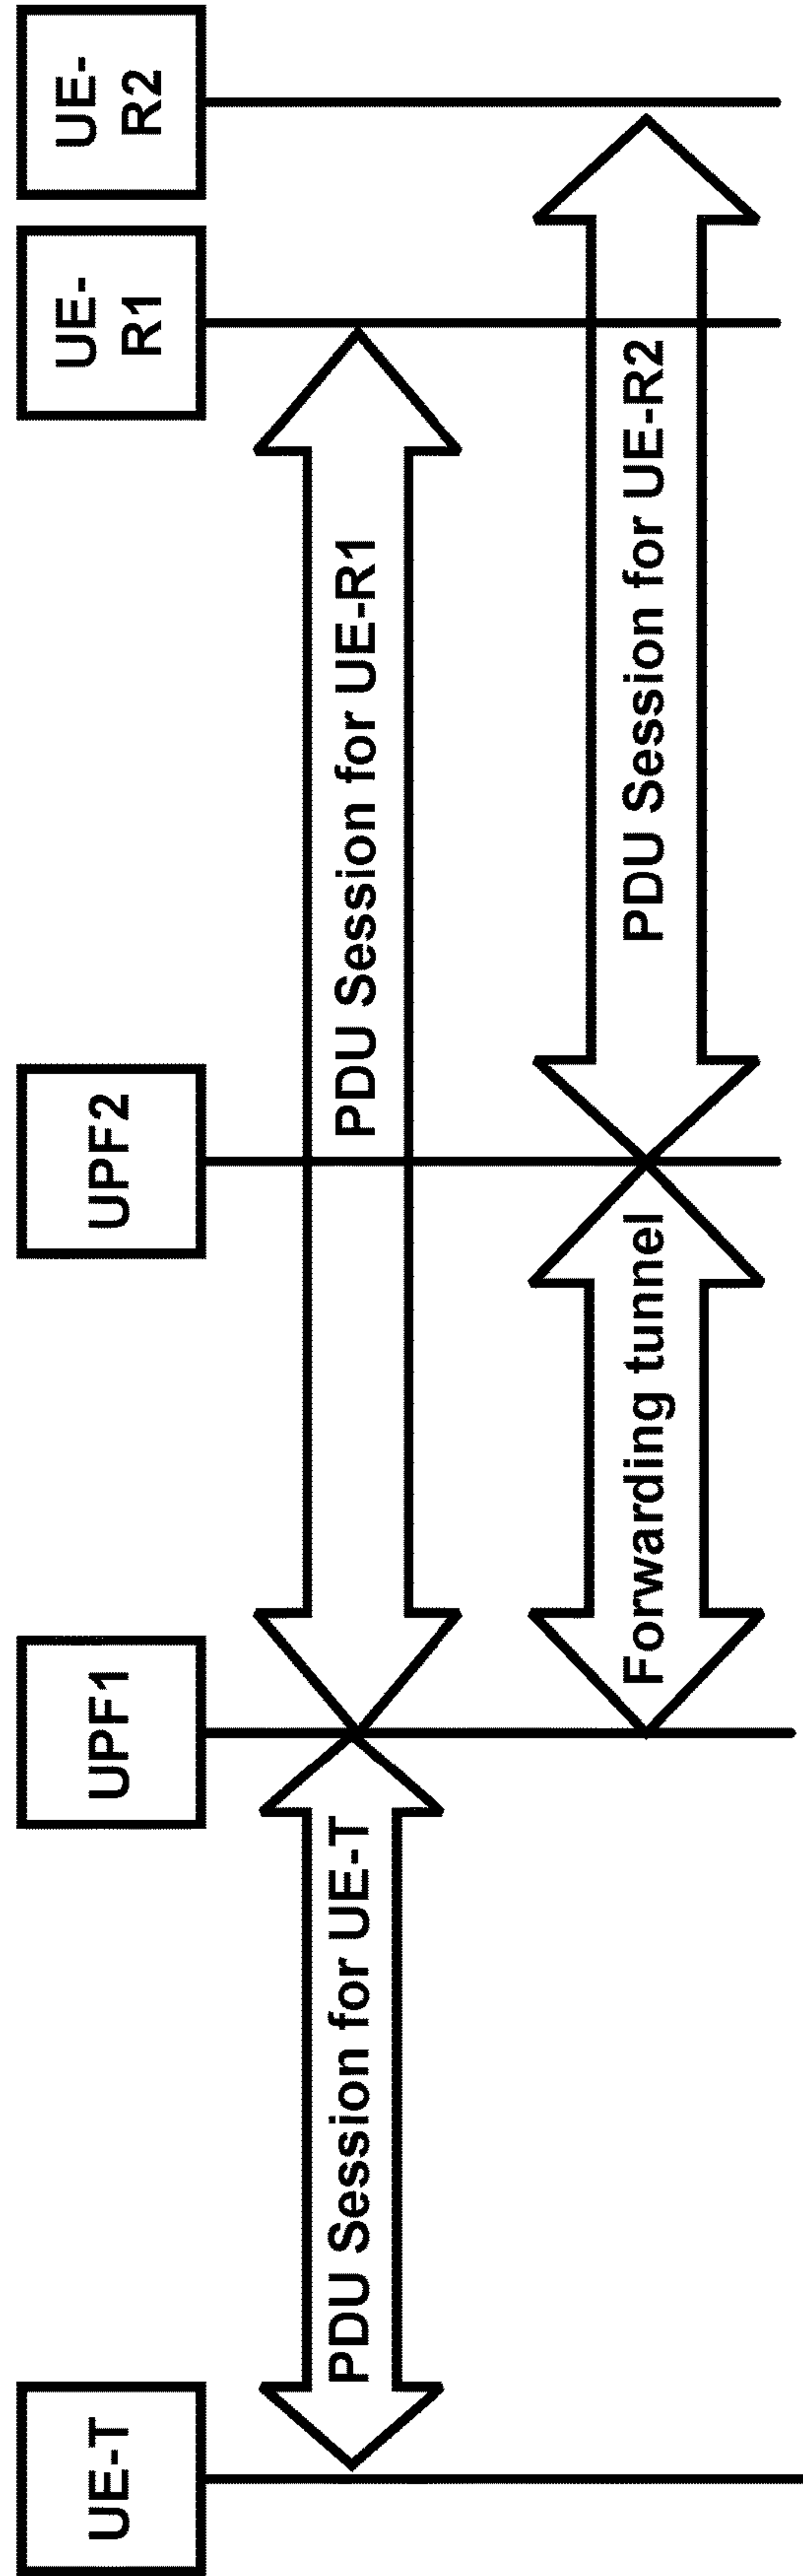 UE-T
UPF1
UPF2
UE-
R1
UE-
R2
PDU Session for UE-T
PDU Session for UE-R1
Forwarding tunnel
PDU Session for UE-R2